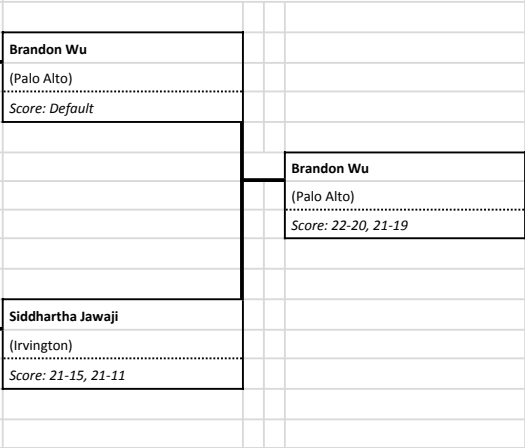 Brandon Wu
(Palo Alto)
Score: Default
Brandon Wu
(Palo Alto)
Score: 22-20, 21-19
Siddhartha Jawaji
(Irvington)
Score: 21-15, 21-11